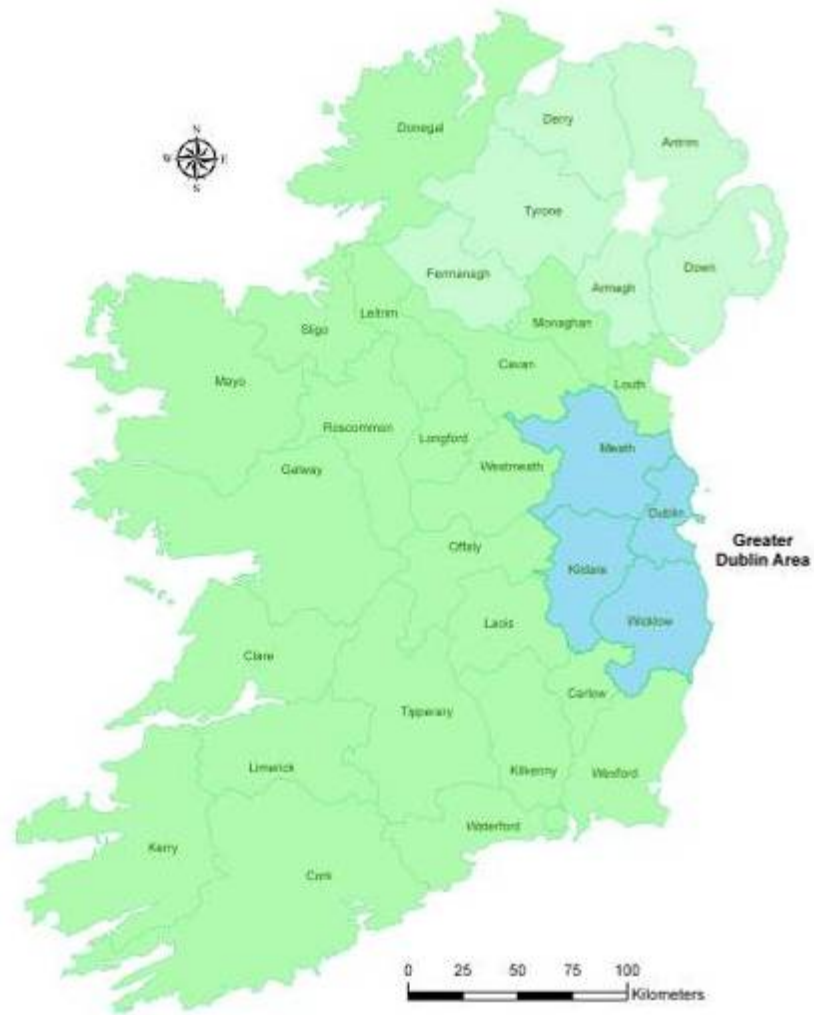 Donegal
Derry
Antrim
N
W E
S
Tyrone
Fermanagh
Armagh
Down
Leitrim
Monaghan
Sligo
Cavan
Mayo
Louth
Roscommon
Longford
Meath
Galway
Westmeath
Dublin
Greater
Dublin Area
Offaly
Kildare
Laois
Wicklow
Clare
Carlow
Tipperary
Limerick
Kilkenny
Wexford
Waterford
Kerry
Cork
0 25 50 75 100
Kilometers